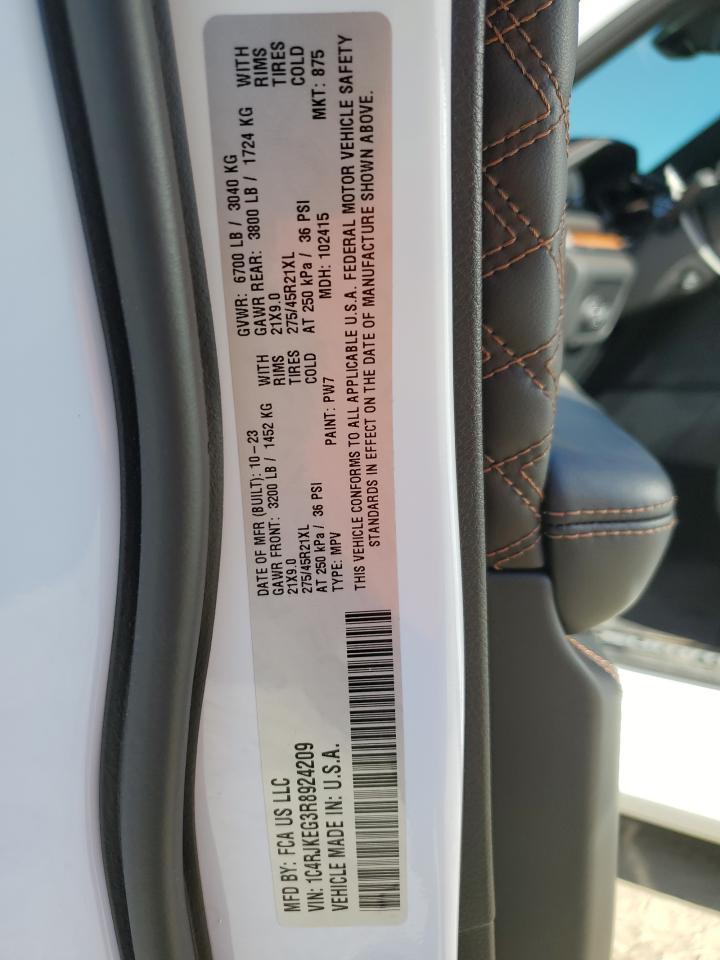 MFD BY: FCA US LLC
DATE OF MFR (BUILT): 10-23
GVWR: 6700 LB / 3040 KG
GAWR FRONT: 3200 LB / 1452 KG
WITH
GAWR REAR: 3800 LB / 1724 KG
WITH
21X9.0
RIMS
21X9.0
RIMS
275/45R21XL
TIRES
275/45R21XL
TIRES
AT 250 kPa / 36 PSI
COLD
AT 250 kPa / 36 PSI
COLD
VIN: 1C4RJKEG3R8924209
TYPE: MPV
PAINT: PW7
MDH: 102415
MKT: 875
VEHICLE MADE IN: U.S.A.
THIS VEHICLE CONFORMS TO ALL APPLICABLE U.S.A. FEDERAL MOTOR VEHICLE SAFETY
STANDARDS IN EFFECT ON THE DATE OF MANUFACTURE SHOWN ABOVE.